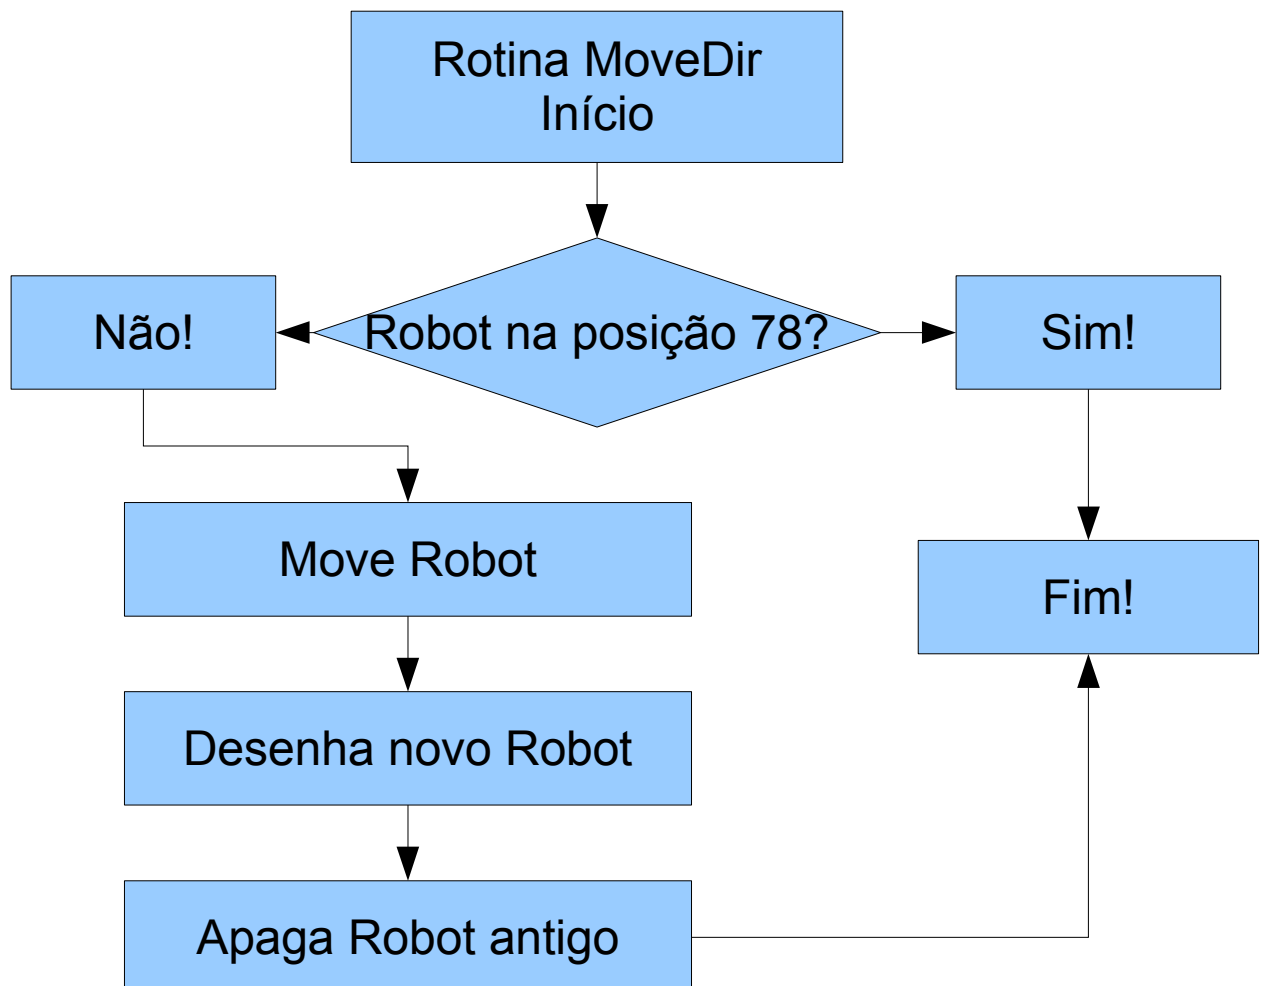 Rotina MoveDir
Início
Não!
Robot na posição 78?
Sim!
Move Robot
Fim!
Desenha novo Robot
Apaga Robot antigo